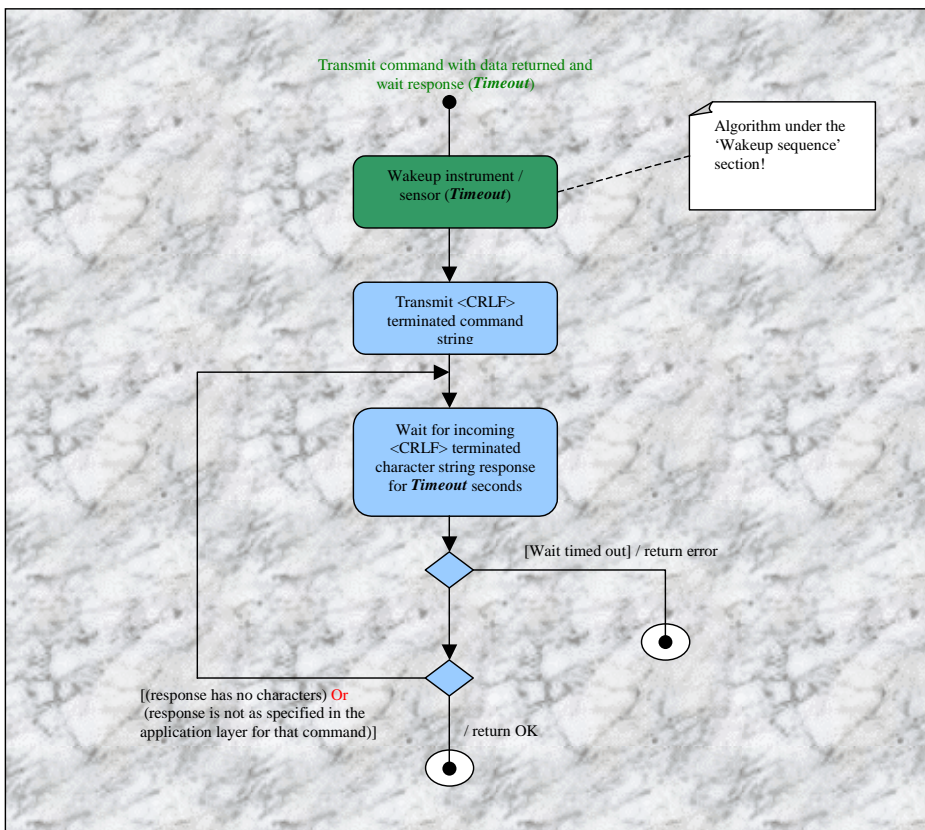 Transmit command with data returned and
wait response (Timeout)
Algorithm under the
‘Wakeup sequence’
section!
Wakeup instrument /
sensor (Timeout)
Transmit <CRLF>
terminated command
string
Wait for incoming
<CRLF> terminated
character string response
for Timeout seconds
[Wait timed out] / return error
[(response has no characters) Or
(response is not as specified in the
application layer for that command)]
/ return OK